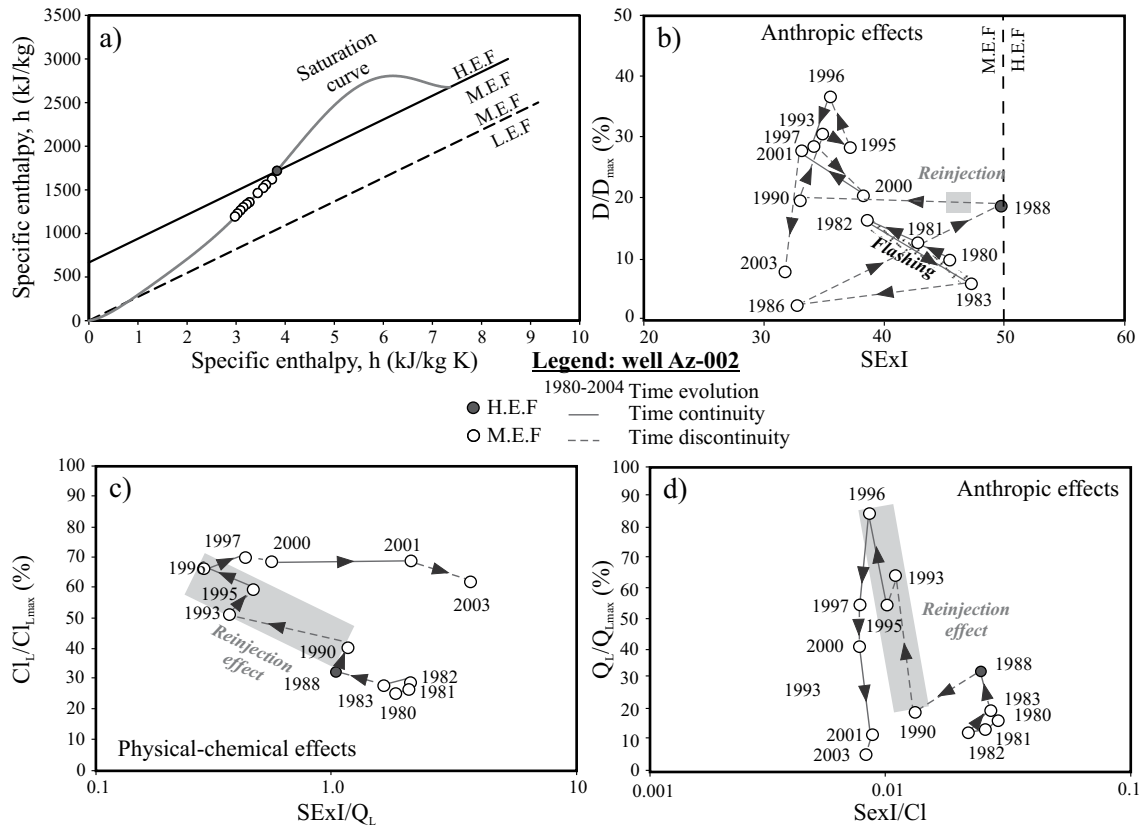 a)
3500
3000
2500
2000
1500
1000
500
0
Specific enthalpy, h (kJ/kg)
Saturation
curve
H.E.F
M.E.F
M.E.F
L.E.F
0 1 2 3 4 5 6 7 8 9 10
Specific enthalpy, h (kJ/kg K)
b)
Anthropic effects
M.E.F
H.E.F
50
40
30
20
10
0
D/Dmax (%)
1996
1993
1997
1995
2001
2000
Reinjection
1990
1988
1982
1981
1980
Flashing
2003
1986
1983
20 30 40 50 60
SExI
Legend: well Az-002
1980-2004 Time evolution
H.E.F Time continuity
M.E.F Time discontinuity
c)
100
90
80
70
60
50
40
30
20
10
0
ClL/ClLmax (%)
1997
2000
2001
1996
1995
2003
1993
Reinjection
effect
1990
1988
1983
1982
1981
1980
Physical-chemical effects
0.1 1.0 10
SExI/QL
d)
Anthropic effects
100
90
80
70
60
50
40
30
20
10
0
QL/QLmax (%)
1996
1993
1997
1995
Reinjection
effect
2000
1988
1993
1983
1990
1980
2001
1981
2003
1982
0.001 0.01 0.1
SexI/Cl